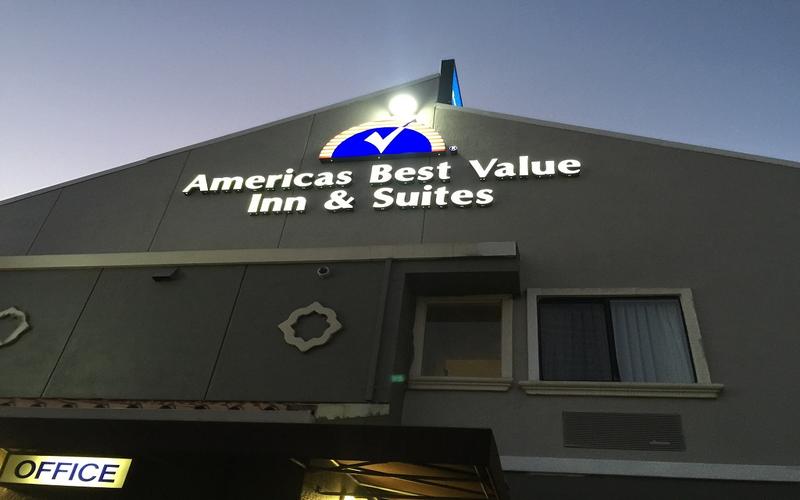 Americas Best Value
Inn & Suites
OFFICE